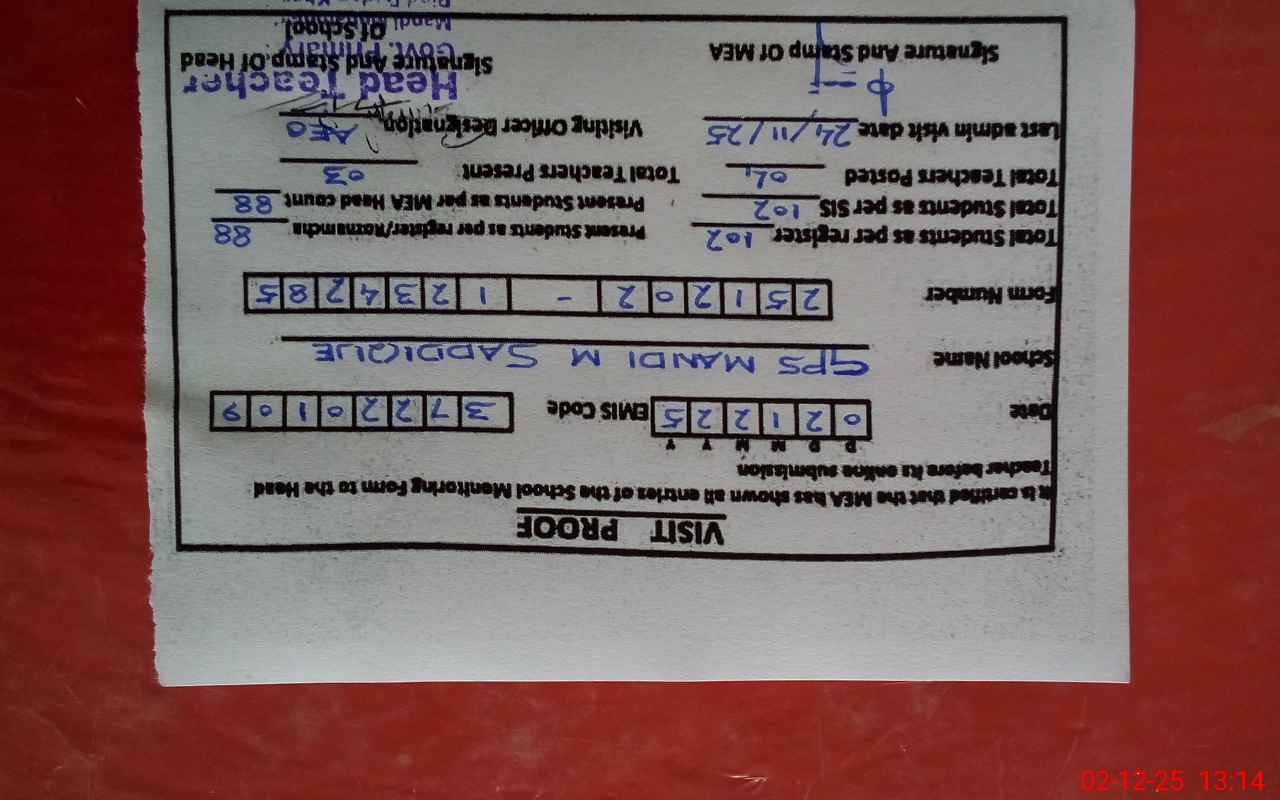 VISIT PROOF
It is certified that the MEA has shown all entries of the School Monitoring Form to the Head
Teacher before its online submission
D D M M Y Y
Date 0 2 1 2 2 5 EMIS Code 3 7 2 2 0 1 0 9
School Name GPS MANDI M SADDIQUE
Form Number 2 5 1 2 0 2 - 1 2 3 4 2 8 5
Total Students as per register 102 Present Students as per register/Roznamcha 88
Total Students as per SIS 102 Present Students as per MEA Head count 88
Total Teachers Posted 04 Total Teachers Present 03
Last admin visit date 24/11/25 Visiting Officer Designation AEO
Head Teacher
Signature And Stamp Of MEA Signature And Stamp Of Head
Govt. Primary
Of School
Mandi
02-12-25 13:14